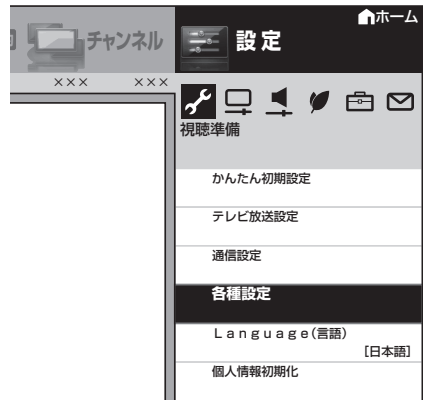 ホーム
チャンネル
設定
××× ×××
視聴準備
かんたん初期設定
テレビ放送設定
通信設定
各種設定
Language(言語)
[日本語]
個人情報初期化